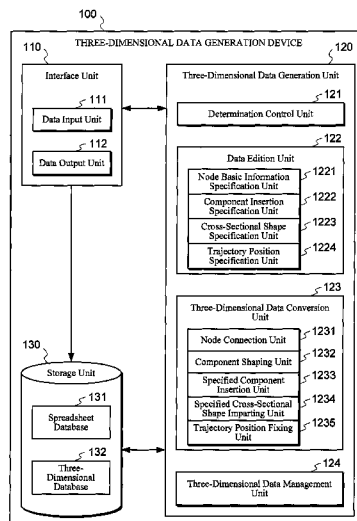 100
THREE-DIMENSIONAL DATA GENERATION DEVICE
110
Interface Unit
111
Data Input Unit
112
Data Output Unit
120
Three-Dimensional Data Generation Unit
121
Determination Control Unit
122
Data Edition Unit
1221
Node Basic Information
Specification Unit
1222
Component Insertion
Specification Unit
1223
Cross-Sectional Shape
Specification Unit
1224
Trajectory Position
Specification Unit
123
Three-Dimensional Data Conversion
Unit
1231
Node Connection Unit
1232
Component Shaping Unit
1233
Specified Component
Insertion Unit
1234
Specified Cross-Sectional
Shape Imparting Unit
1235
Trajectory Position Fixing
Unit
124
Three-Dimensional Data Management
Unit
130
Storage Unit
131
Spreadsheet
Database
132
Three-
Dimensional
Database